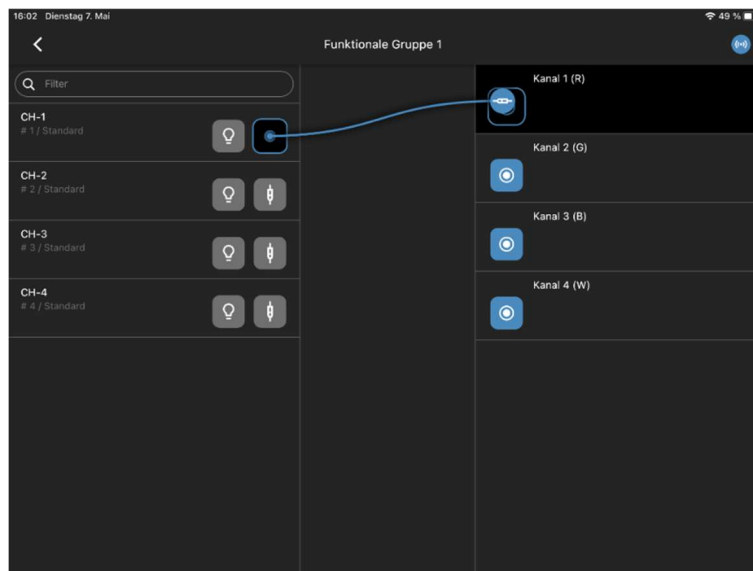 16:02 Dienstag 7. Mai
49 %
Funktionale Gruppe 1
Filter
CH-1
# 1 / Standard
CH-2
# 2 / Standard
CH-3
# 3 / Standard
CH-4
# 4 / Standard
Kanal 1 (R)
Kanal 2 (G)
Kanal 3 (B)
Kanal 4 (W)